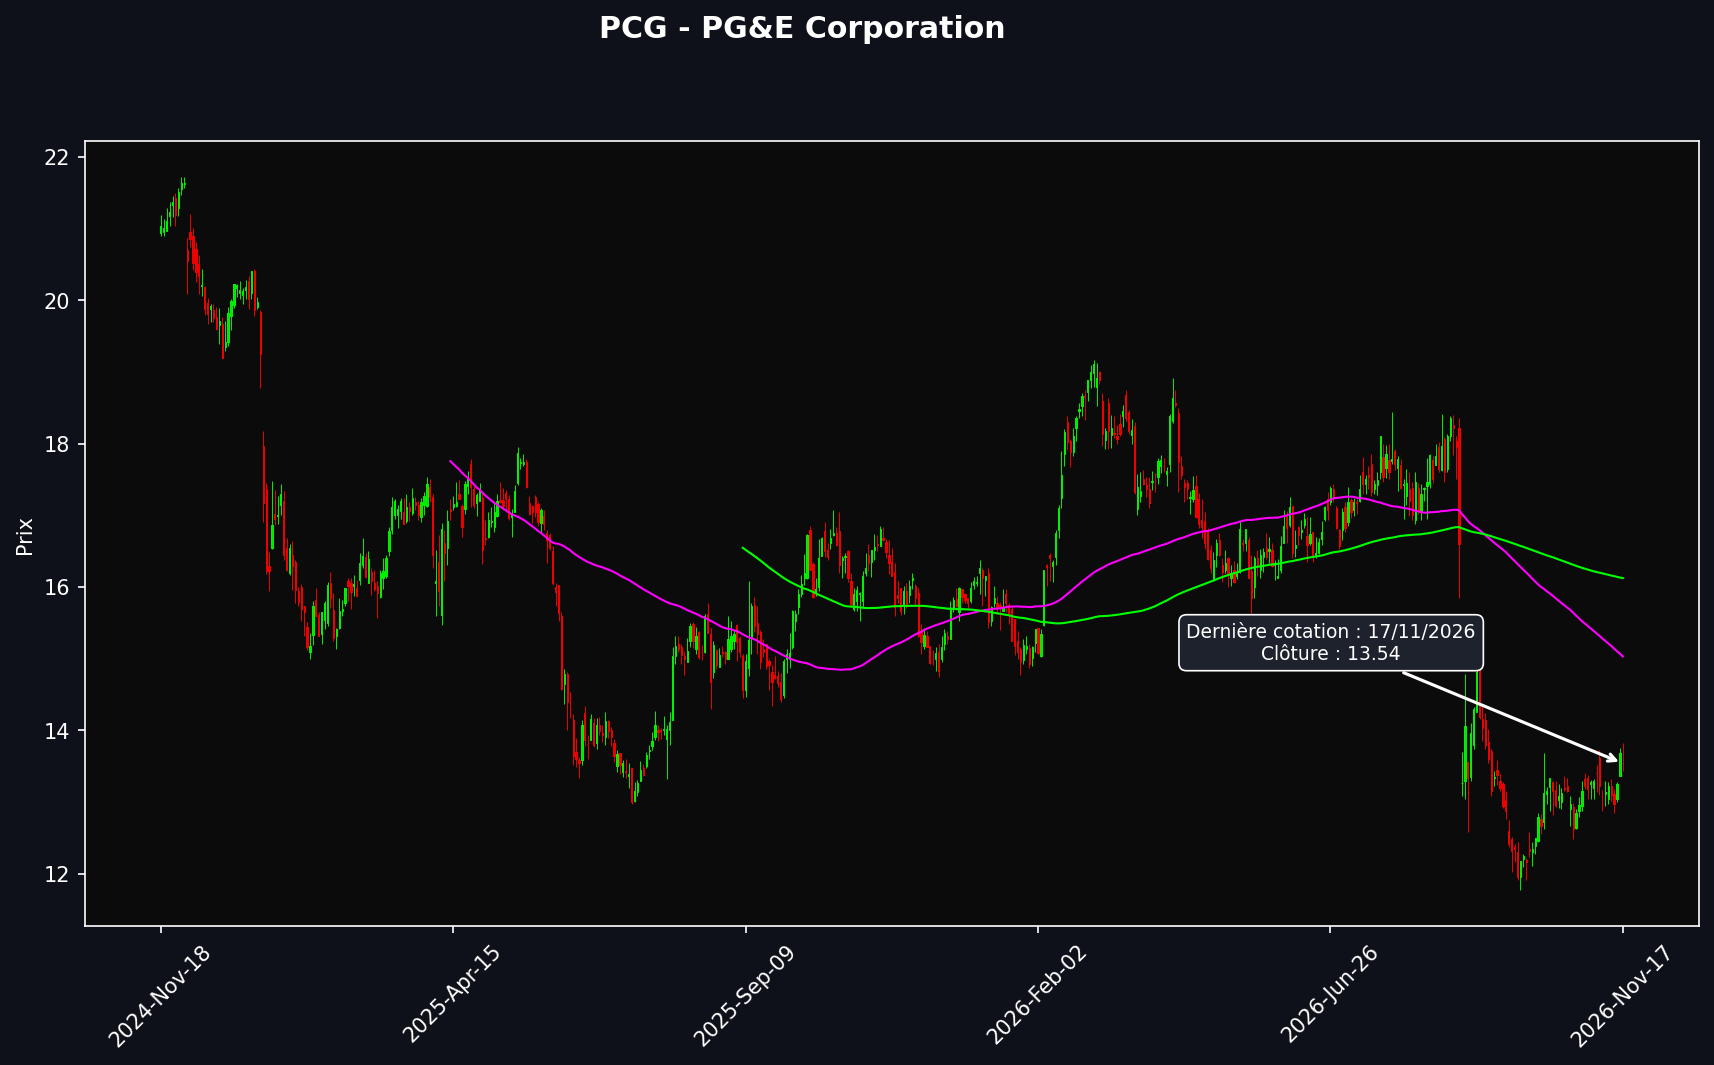 PCG - PG&E Corporation
Prix
22
20
18
16
14
12
Dernière cotation : 17/11/2026
Clôture : 13.54
2024-Nov-18
2025-Apr-15
2025-Sep-09
2026-Feb-02
2026-Jun-26
2026-Nov-17